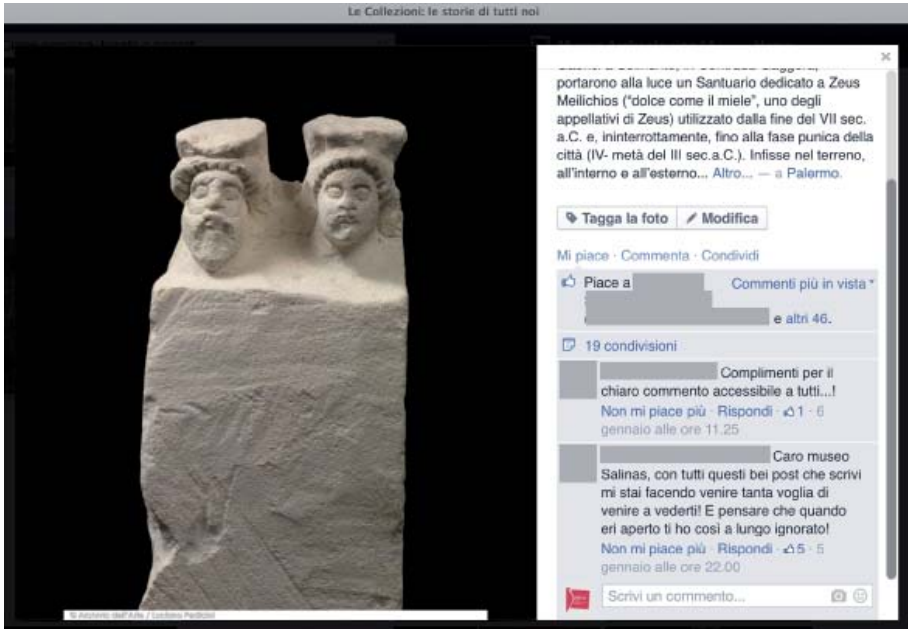 Le Collezioni: le storie di tutti noi
portarono alla luce un Santuario dedicato a Zeus
Meilichios ("dolce come il miele", uno degli
appellativi di Zeus) utilizzato dalla fine del VII sec.
a.C. e, ininterrottamente, fino alla fase punica della
città (IV- metà del III sec.a.C.). Infisse nel terreno,
all'interno e all'esterno... Altro... — a Palermo.
Tagga la foto Modifica
Mi piace · Commenta · Condividi
Piace a Commenti più in vista
e altri 46.
19 condivisioni
Complimenti per il
chiaro commento accessibile a tutti...!
Non mi piace più · Rispondi · 1 · 6
gennaio alle ore 11.25
Caro museo
Salinas, con tutti questi bei post che scrivi
mi stai facendo venire tanta voglia di
venire a vederti! E pensare che quando
eri aperto ti ho così a lungo ignorato!
Non mi piace più · Rispondi · 5 · 5
gennaio alle ore 22.00
Scrivi un commento...
© Archivio dell'Arte / Luciano Pedicini